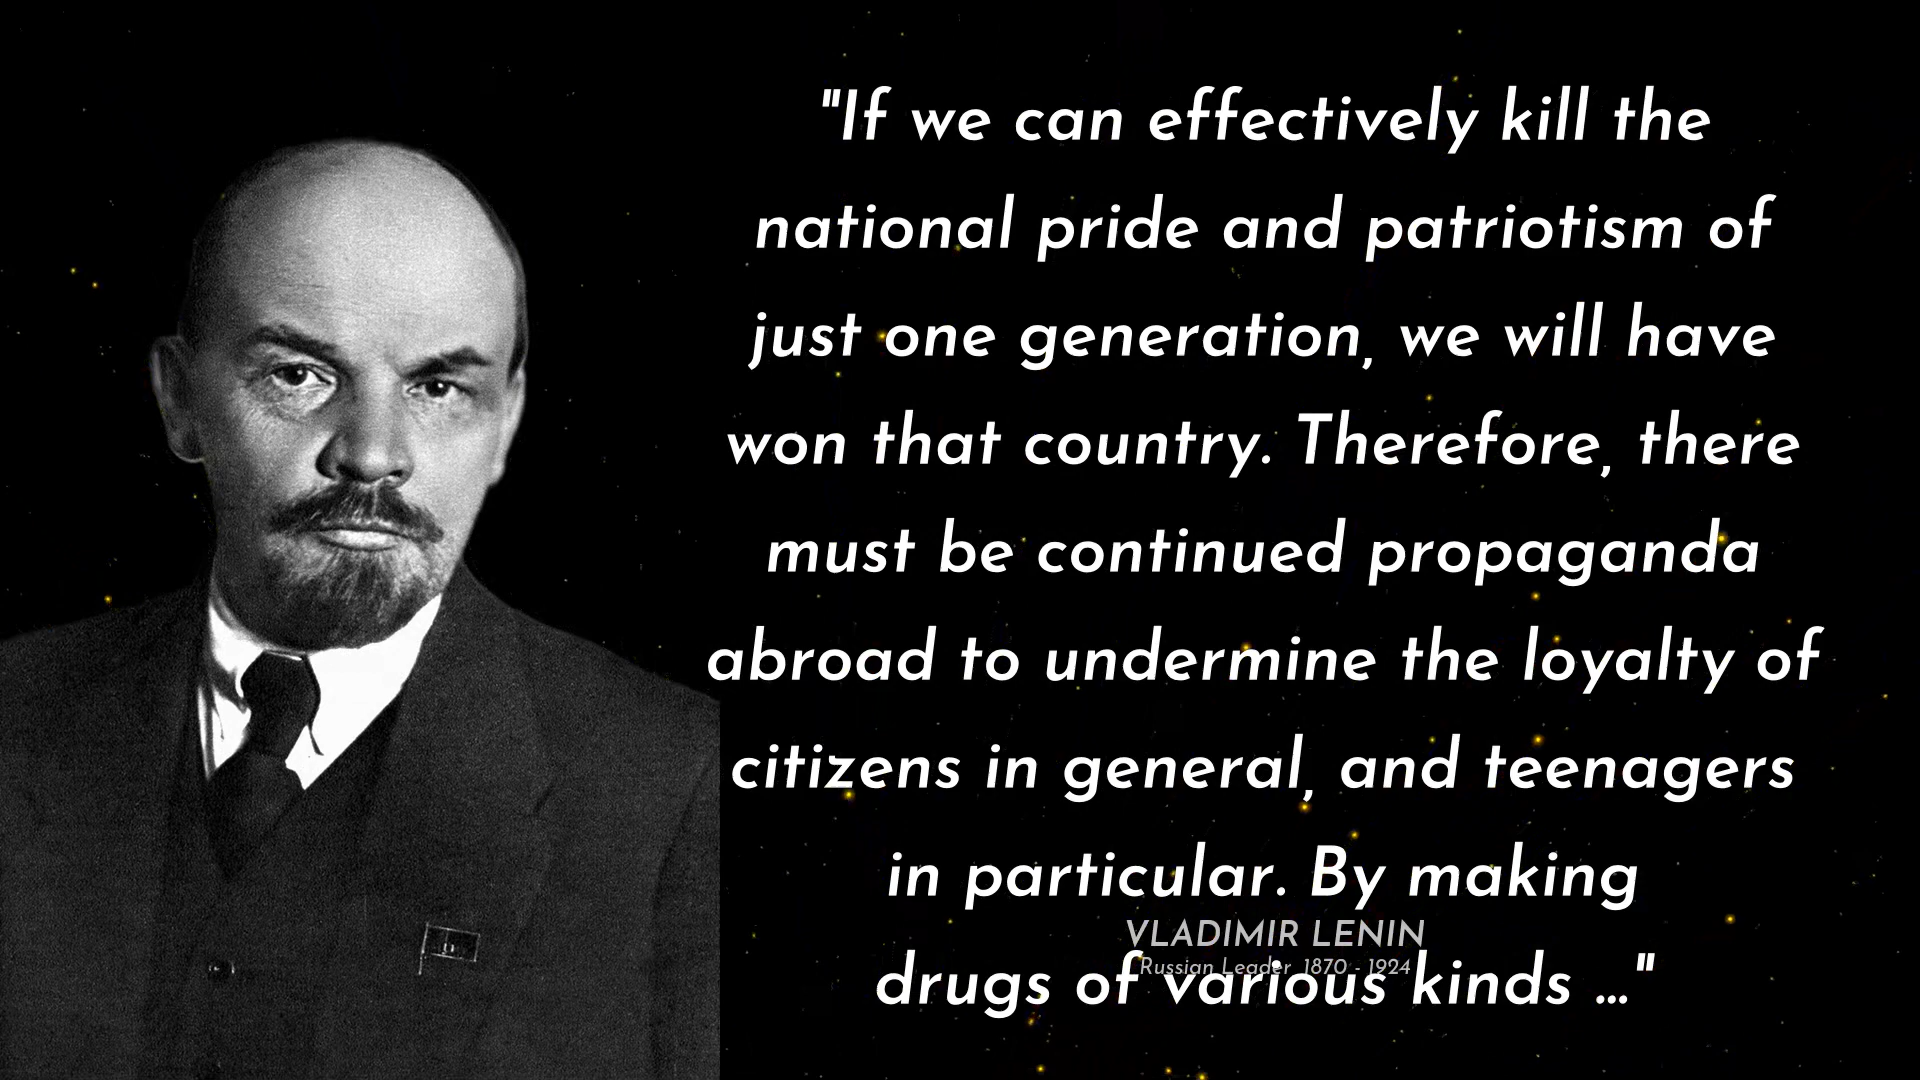 "If we can effectively kill the
national pride and patriotism of
just one generation, we will have
won that country. Therefore, there
must be continued propaganda
abroad to undermine the loyalty of
citizens in general, and teenagers
in particular. By making
VLADIMIR LENIN
Russian Leader 1870 - 1924
drugs of various kinds ..."